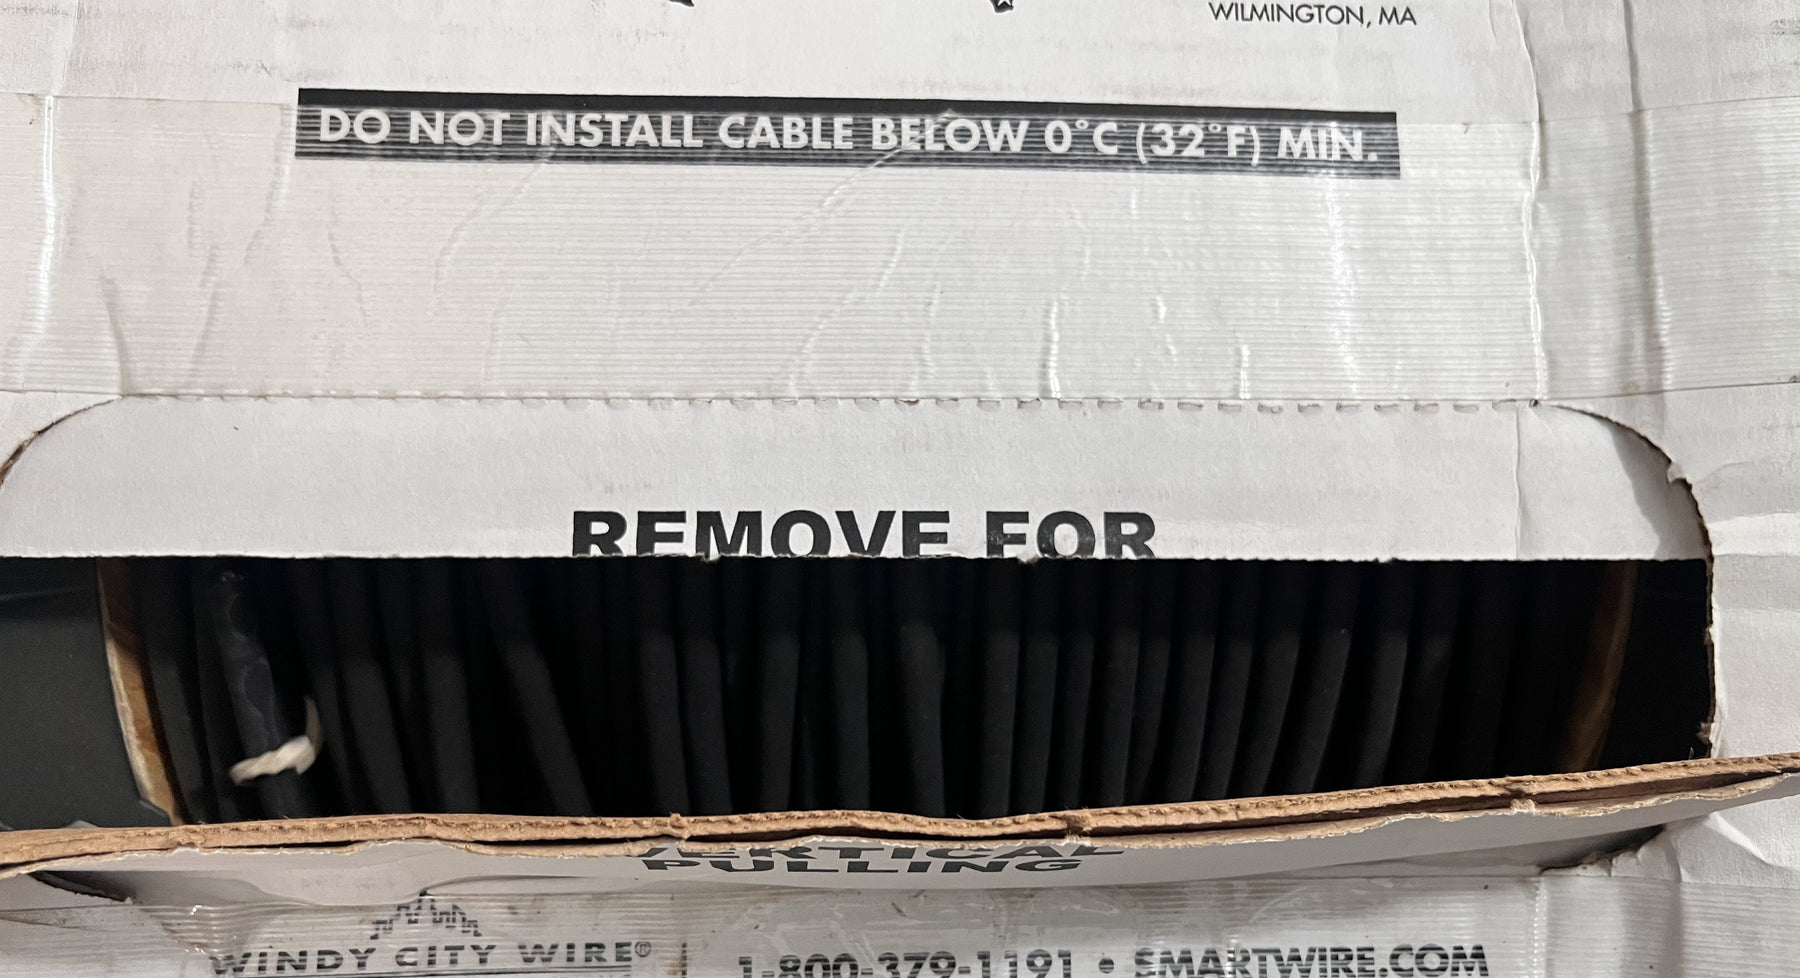 WILMINGTON, MA
DO NOT INSTALL CABLE BELOW 0°C (32°F) MIN.
REMOVE FOR
VERTICAL
PULLING
WINDY CITY WIRE®
1-800-379-1191 • SMARTWIRE.COM